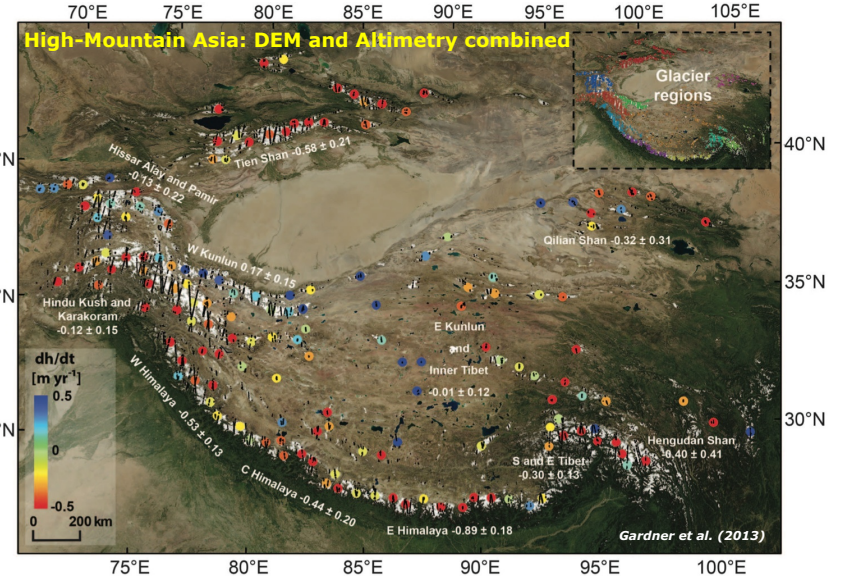 70°E 75°E 80°E 85°E 90°E 95°E 100°E 105°E
High-Mountain Asia: DEM and Altimetry combined
Glacier
regions
40°N
°N
Tien Shan -0.58 ± 0.21
Hissar Alay and Pamir
-0.13 ± 0.22
Qilian Shan -0.32 ± 0.31
W Kunlun 0.17 ± 0.15
35°N
°N
Hindu Kush and
Karakoram
-0.12 ± 0.15
E Kunlun
and
Inner Tibet
-0.01 ± 0.12
dh/dt
[m yr-1]
0.5
0
-0.5
0 200 km
W Himalaya -0.53 ± 0.13
30°N
°N
Hengudan Shan
-0.40 ± 0.41
S and E Tibet
-0.30 ± 0.13
C Himalaya -0.44 ± 0.20
E Himalaya -0.89 ± 0.18
Gardner et al. (2013)
75°E 80°E 85°E 90°E 95°E 100°E